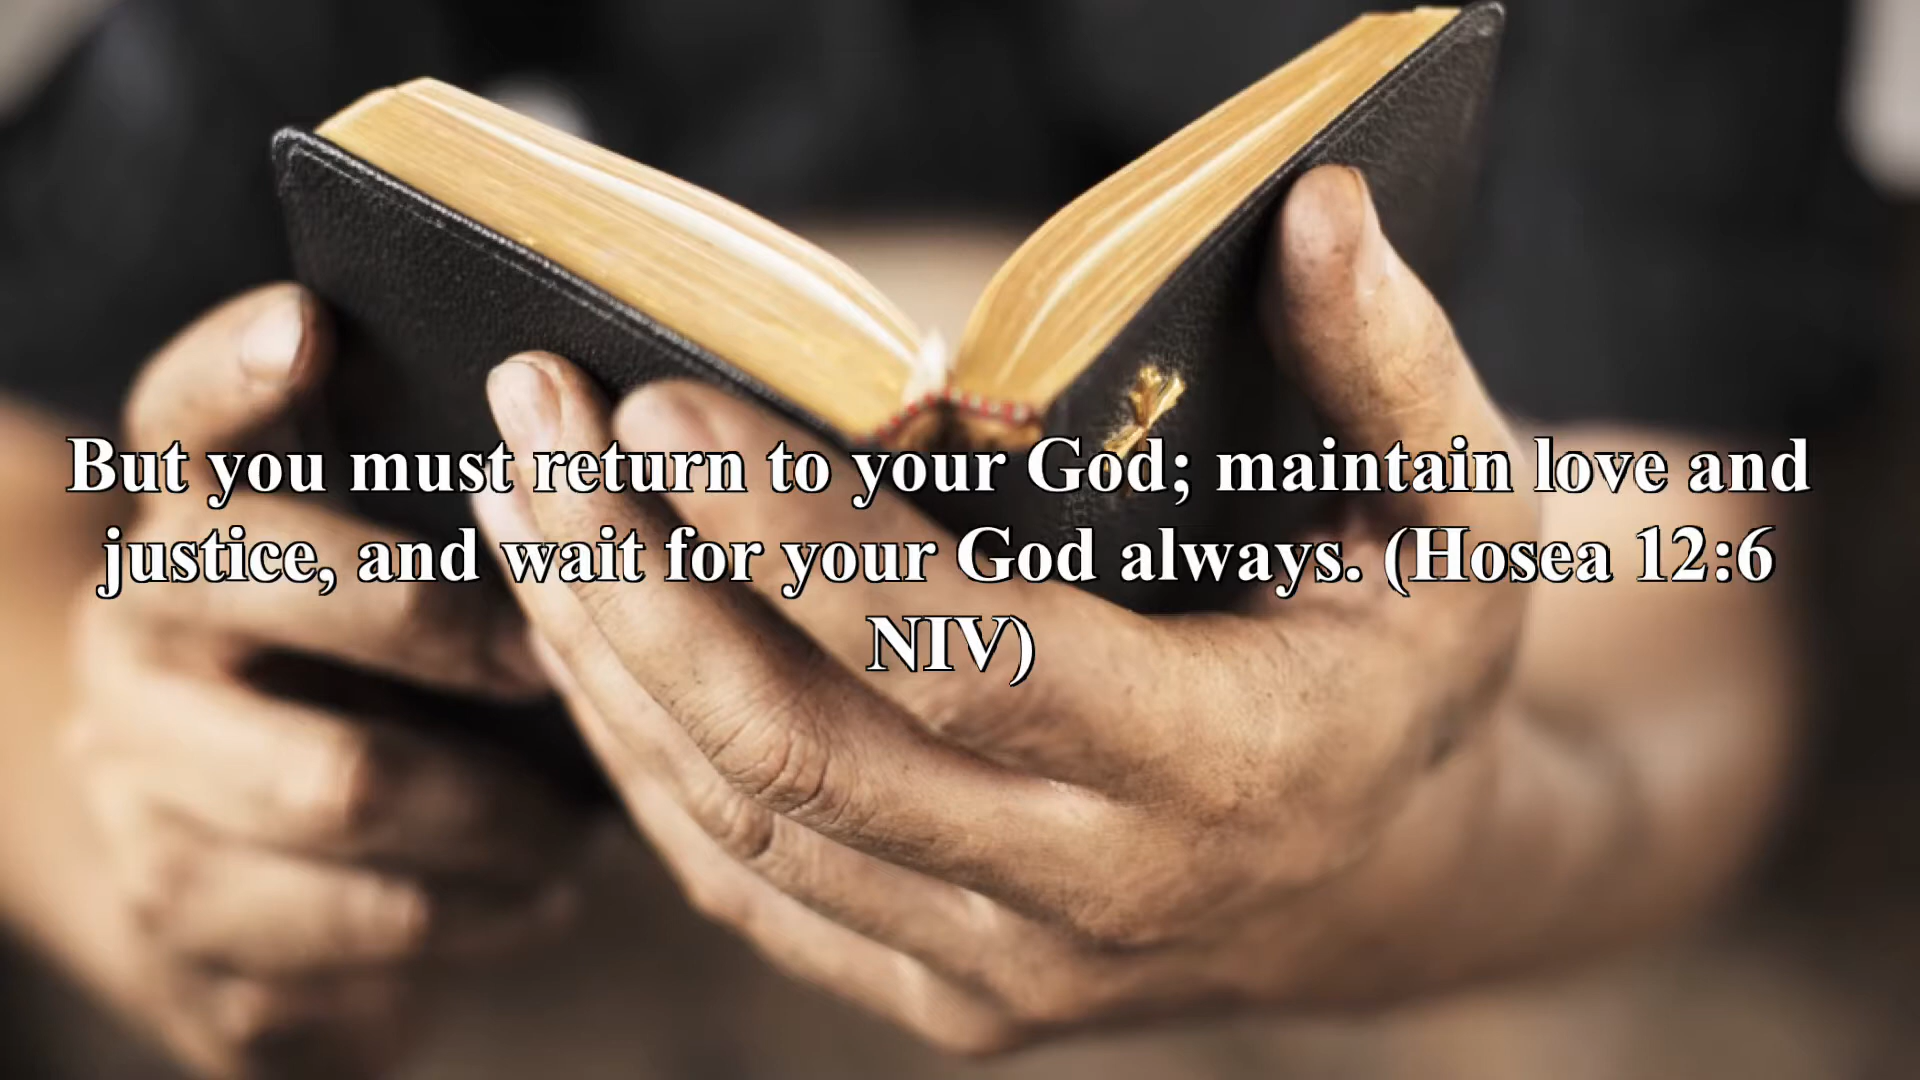 But you must return to your God; maintain love and
justice, and wait for your God always. (Hosea 12:6
NIV)